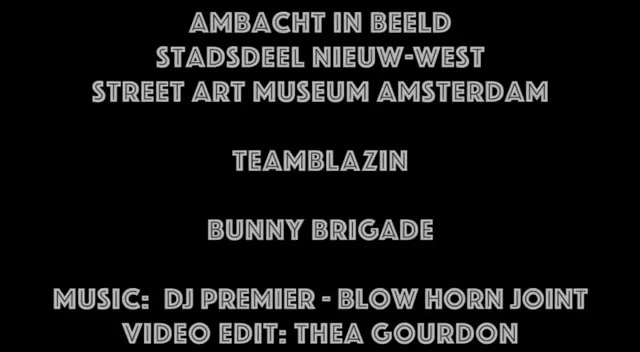 AMBACHT IN BEELD
STADSDEEL NIEUW-WEST
STREET ART MUSEUM AMSTERDAM
TEAMBLAZIN
BUNNY BRIGADE
MUSIC: DJ PREMIER - BLOW HORN JOINT
VIDEO EDIT: THEA GOURDON